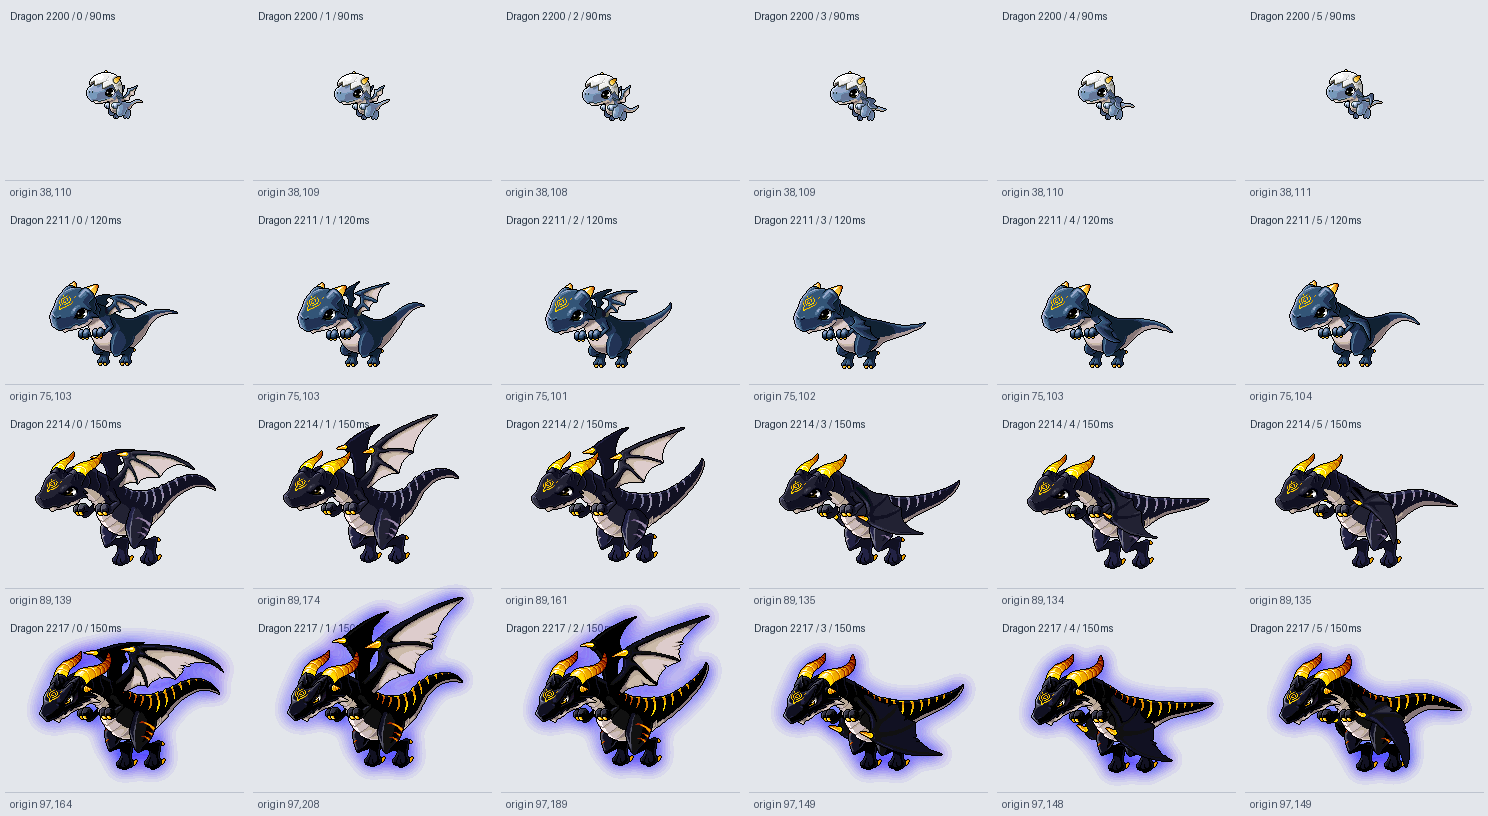 Dragon 2200 / 0 / 90ms
Dragon 2200 / 1 / 90ms
Dragon 2200 / 2 / 90ms
Dragon 2200 / 3 / 90ms
Dragon 2200 / 4 / 90ms
Dragon 2200 / 5 / 90ms
origin 38,110
origin 38,109
origin 38,108
origin 38,109
origin 38,110
origin 38,111
Dragon 2211 / 0 / 120ms
Dragon 2211 / 1 / 120ms
Dragon 2211 / 2 / 120ms
Dragon 2211 / 3 / 120ms
Dragon 2211 / 4 / 120ms
Dragon 2211 / 5 / 120ms
origin 75,103
origin 75,103
origin 75,101
origin 75,102
origin 75,103
origin 75,104
Dragon 2214 / 0 / 150ms
Dragon 2214 / 1 / 150ms
Dragon 2214 / 2 / 150ms
Dragon 2214 / 3 / 150ms
Dragon 2214 / 4 / 150ms
Dragon 2214 / 5 / 150ms
origin 89,139
origin 89,174
origin 89,161
origin 89,135
origin 89,134
origin 89,135
Dragon 2217 / 0 / 150ms
Dragon 2217 / 1 / 150
Dragon 2217 / 2 / 150m
Dragon 2217 / 3 / 150ms
Dragon 2217 / 4 / 150ms
Dragon 2217 / 5 / 150ms
origin 97,164
origin 97,208
origin 97,189
origin 97,149
origin 97,148
origin 97,149